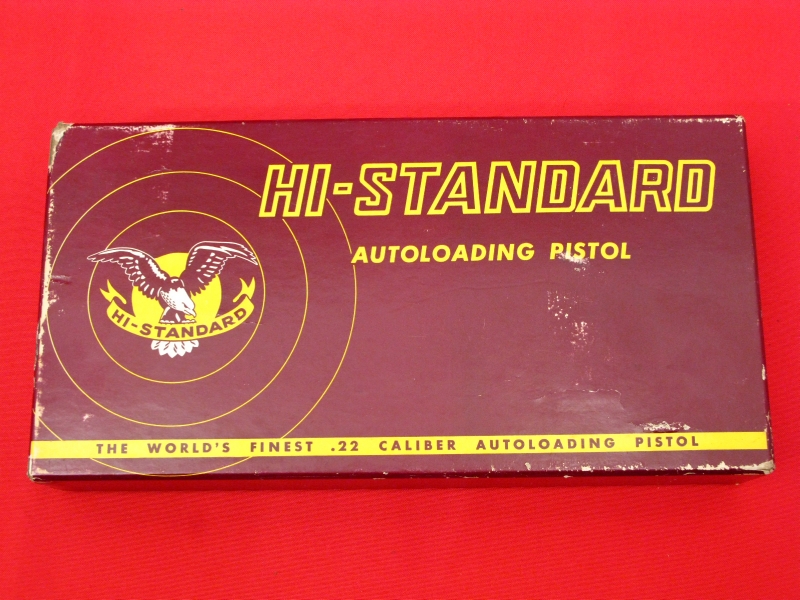 HI-STANDARD
AUTOLOADING PISTOL
HI-STANDARD
THE WORLD'S FINEST .22 CALIBER AUTOLOADING PISTOL